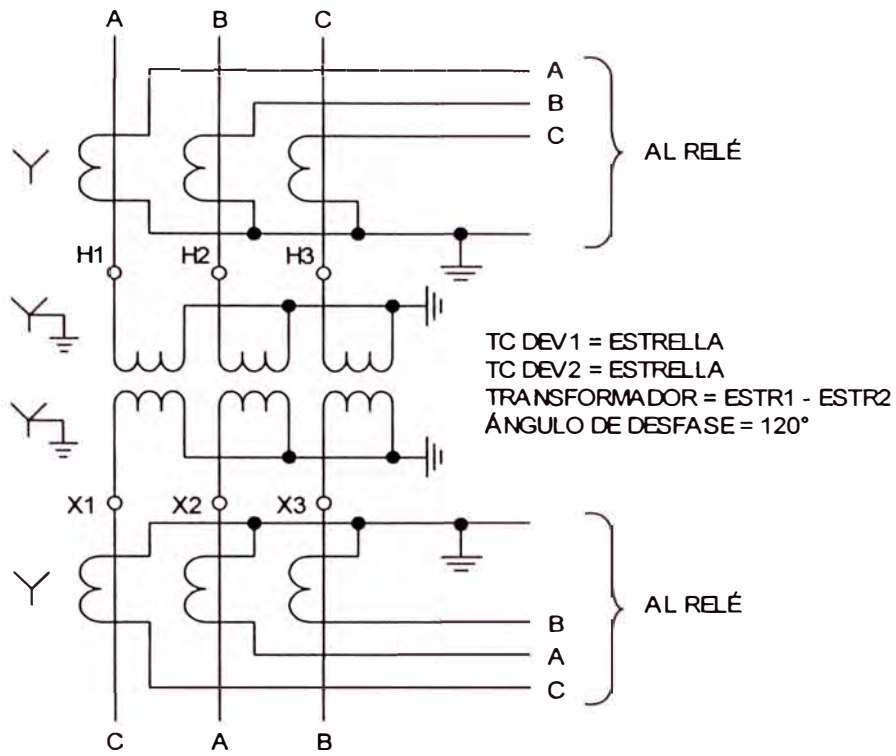 A B C
A
B
C
AL RELÉ
H1 H2 H3
TC DEV1 = ESTRELLA
TC DEV2 = ESTRELLA
TRANSFORMADOR = ESTR1 - ESTR2
ÁNGULO DE DESFASE = 120°
X1 X2 X3
B
A
C
AL RELÉ
C A B